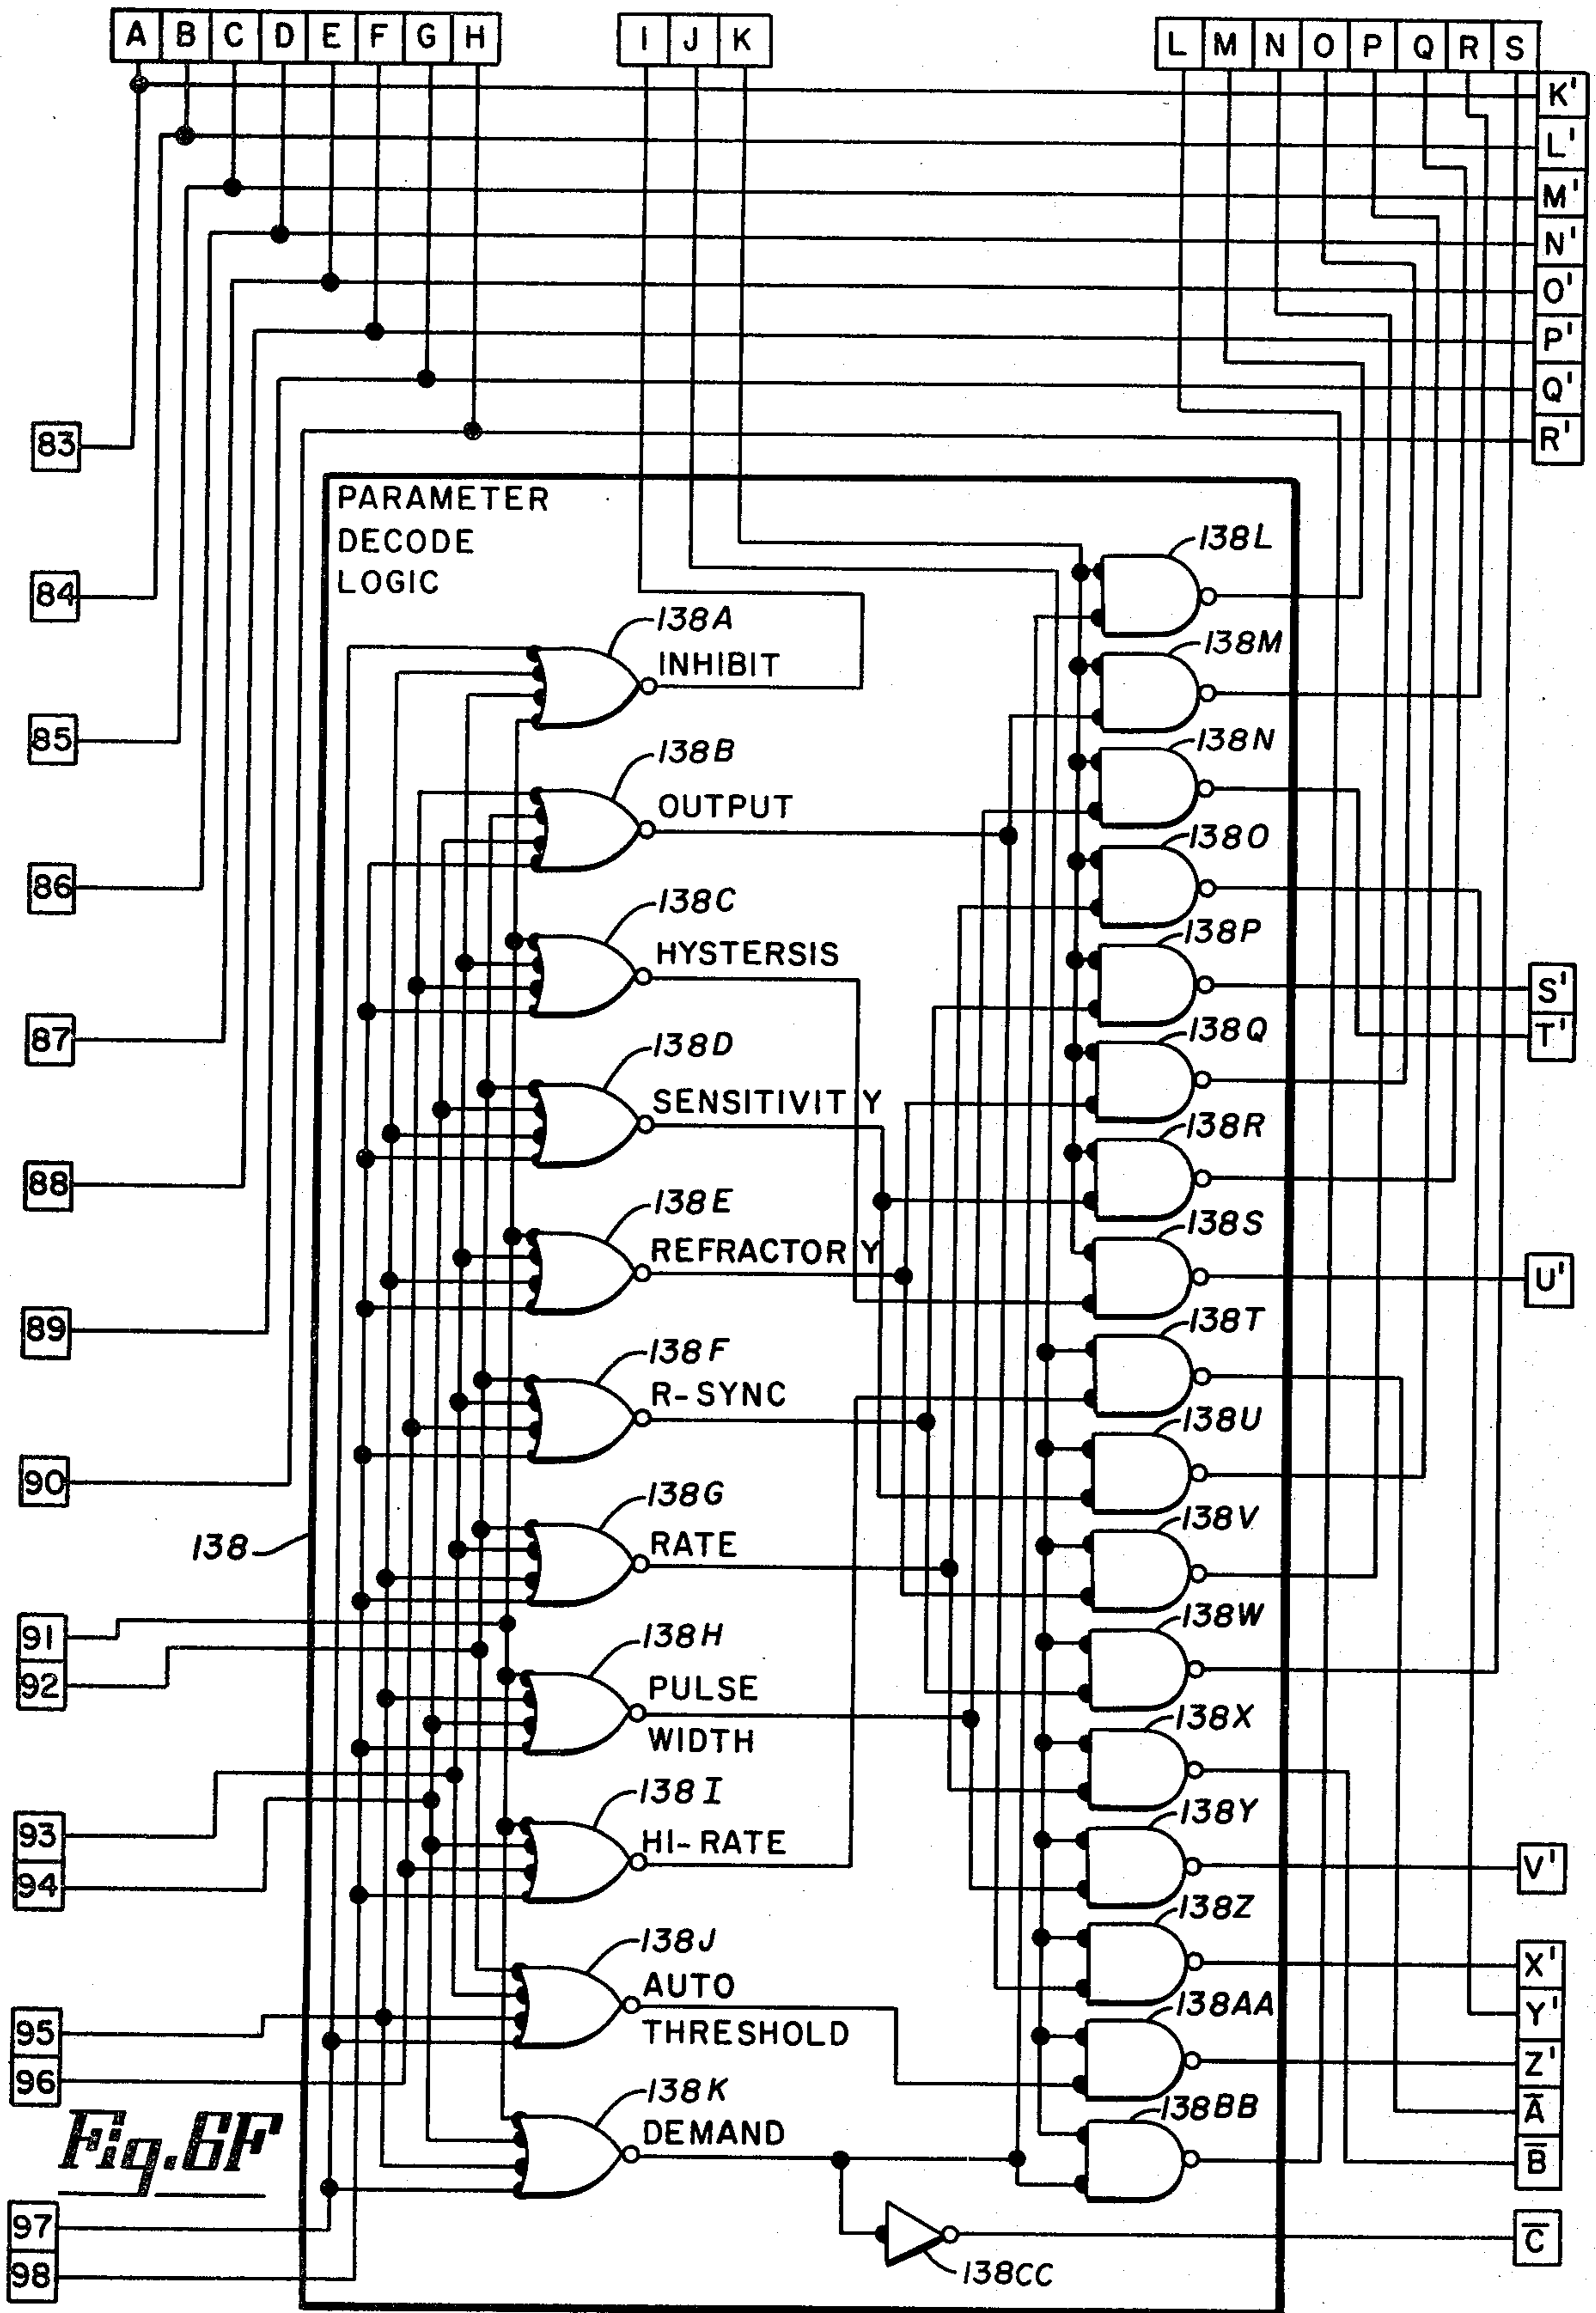 A B C D E F G H
I J K
L M N O P Q R S
K'
L'
M'
N'
O'
P'
Q'
R'
83
84
85
86
87
88
89
90
138
91
92
93
94
95
96
97
98
PARAMETER
DECODE
LOGIC
138A
INHIBIT
138B
OUTPUT
138C
HYSTERSIS
138D
SENSITIVITY
138E
REFRACTORY
138F
R-SYNC
138G
RATE
138H
PULSE
WIDTH
138I
HI-RATE
138J
AUTO
THRESHOLD
138K
DEMAND
138L
138M
138N
138O
138P
138Q
138R
138S
138T
138U
138V
138W
138X
138Y
138Z
138AA
138BB
138CC
S'
T'
U'
V'
X'
Y'
Z'
A̅
B̅
C̅
Fig. 6F